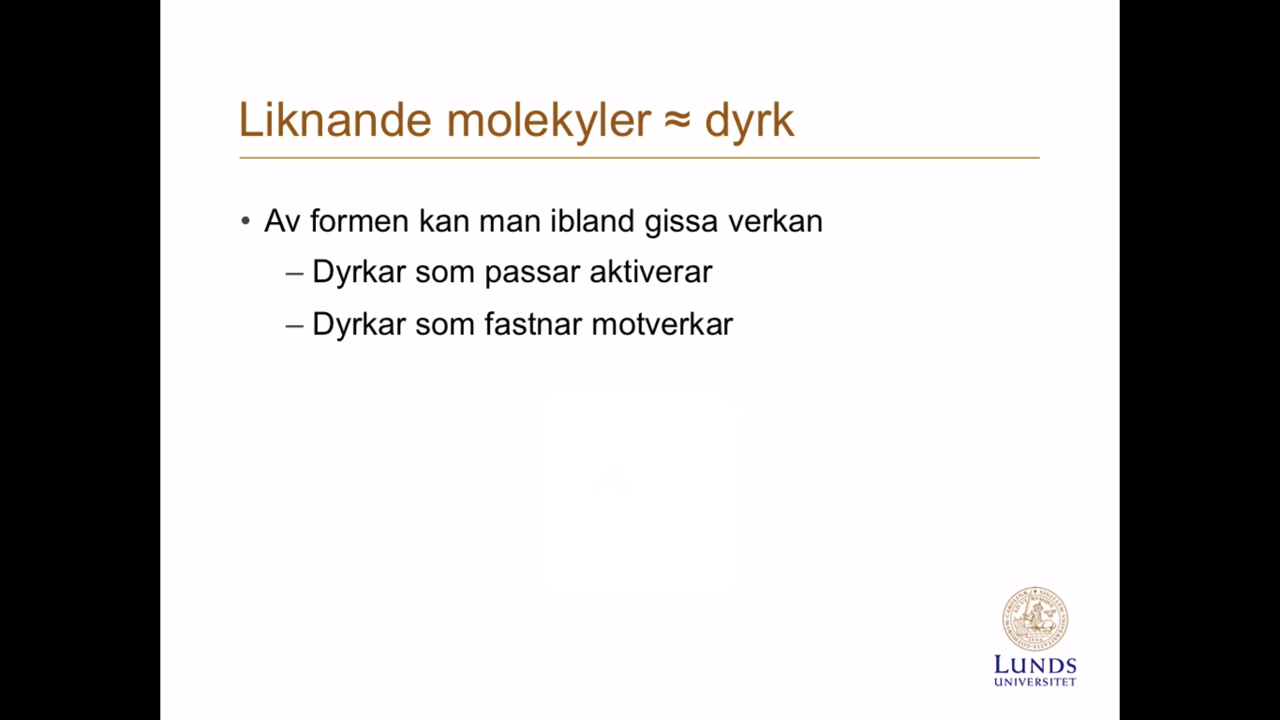 Liknande molekyler ≈ dyrk
• Av formen kan man ibland gissa verkan
– Dyrkar som passar aktiverar
– Dyrkar som fastnar motverkar
LUNDS
UNIVERSITET